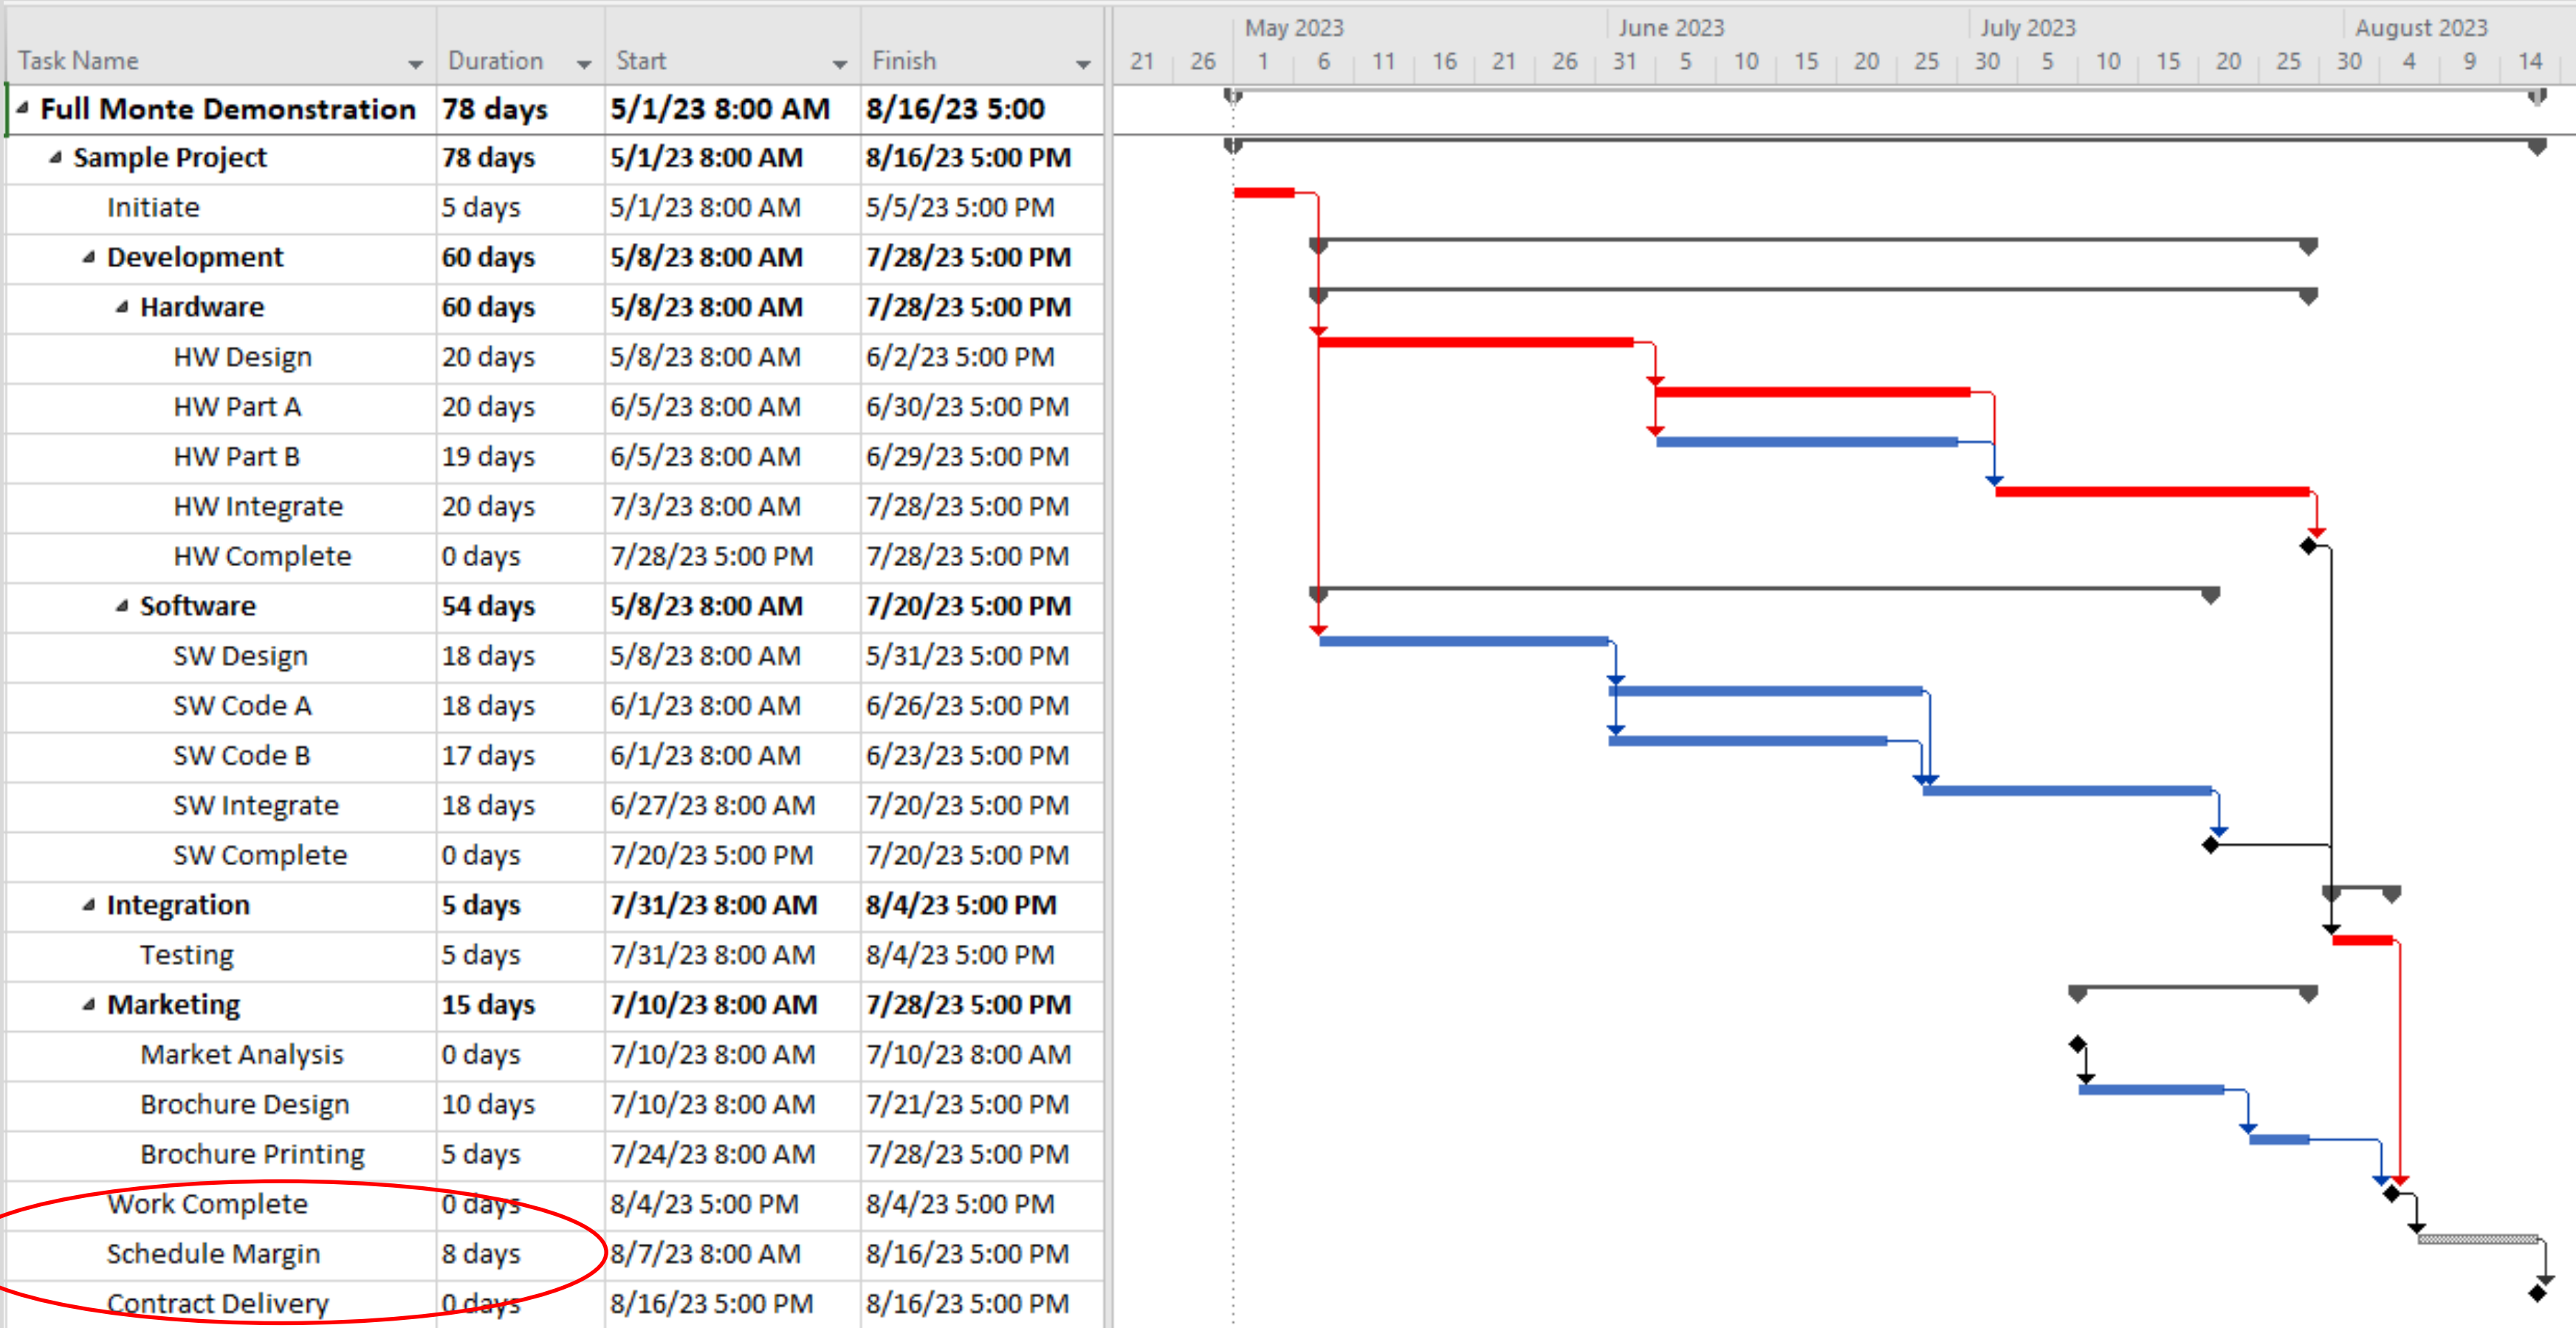 May 2023 June 2023 July 2023 August 2023
Task Name Duration Start Finish 21 26 1 6 11 16 21 26 31 5 10 15 20 25 30 5 10 15 20 25 30 4 9 14
Full Monte Demonstration 78 days 5/1/23 8:00 AM 8/16/23 5:00
Sample Project 78 days 5/1/23 8:00 AM 8/16/23 5:00 PM
Initiate 5 days 5/1/23 8:00 AM 5/5/23 5:00 PM
Development 60 days 5/8/23 8:00 AM 7/28/23 5:00 PM
Hardware 60 days 5/8/23 8:00 AM 7/28/23 5:00 PM
HW Design 20 days 5/8/23 8:00 AM 6/2/23 5:00 PM
HW Part A 20 days 6/5/23 8:00 AM 6/30/23 5:00 PM
HW Part B 19 days 6/5/23 8:00 AM 6/29/23 5:00 PM
HW Integrate 20 days 7/3/23 8:00 AM 7/28/23 5:00 PM
HW Complete 0 days 7/28/23 5:00 PM 7/28/23 5:00 PM
Software 54 days 5/8/23 8:00 AM 7/20/23 5:00 PM
SW Design 18 days 5/8/23 8:00 AM 5/31/23 5:00 PM
SW Code A 18 days 6/1/23 8:00 AM 6/26/23 5:00 PM
SW Code B 17 days 6/1/23 8:00 AM 6/23/23 5:00 PM
SW Integrate 18 days 6/27/23 8:00 AM 7/20/23 5:00 PM
SW Complete 0 days 7/20/23 5:00 PM 7/20/23 5:00 PM
Integration 5 days 7/31/23 8:00 AM 8/4/23 5:00 PM
Testing 5 days 7/31/23 8:00 AM 8/4/23 5:00 PM
Marketing 15 days 7/10/23 8:00 AM 7/28/23 5:00 PM
Market Analysis 0 days 7/10/23 8:00 AM 7/10/23 8:00 AM
Brochure Design 10 days 7/10/23 8:00 AM 7/21/23 5:00 PM
Brochure Printing 5 days 7/24/23 8:00 AM 7/28/23 5:00 PM
Work Complete 0 days 8/4/23 5:00 PM 8/4/23 5:00 PM
Schedule Margin 8 days 8/7/23 8:00 AM 8/16/23 5:00 PM
Contract Delivery 0 days 8/16/23 5:00 PM 8/16/23 5:00 PM